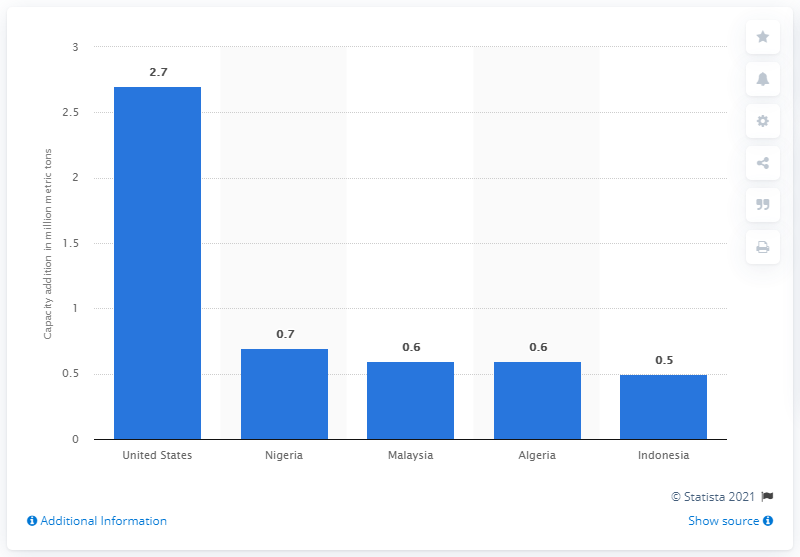 3
2.5
2
1.5
1
0.5
0
Capacity addition in million metric tons
2.7
0.7
0.6
0.6
0.5
United States
Nigeria
Malaysia
Algeria
Indonesia
© Statista 2021
Additional Information
Show source